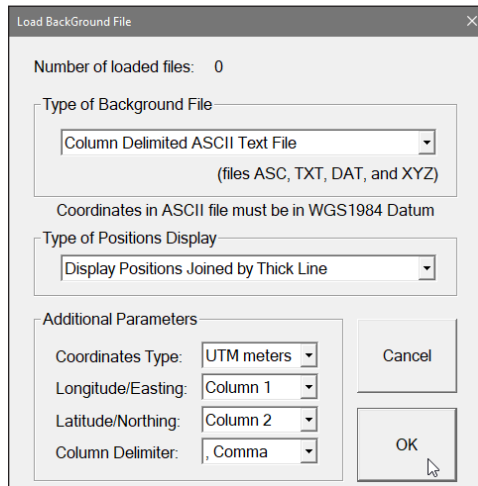 Load BackGround File
Number of loaded files: 0
Type of Background File
Column Delimited ASCII Text File
(files ASC, TXT, DAT, and XYZ)
Coordinates in ASCII file must be in WGS1984 Datum
Type of Positions Display
Display Positions Joined by Thick Line
Additional Parameters
Coordinates Type: UTM meters
Longitude/Easting: Column 1
Latitude/Northing: Column 2
Column Delimiter: , Comma
Cancel
OK